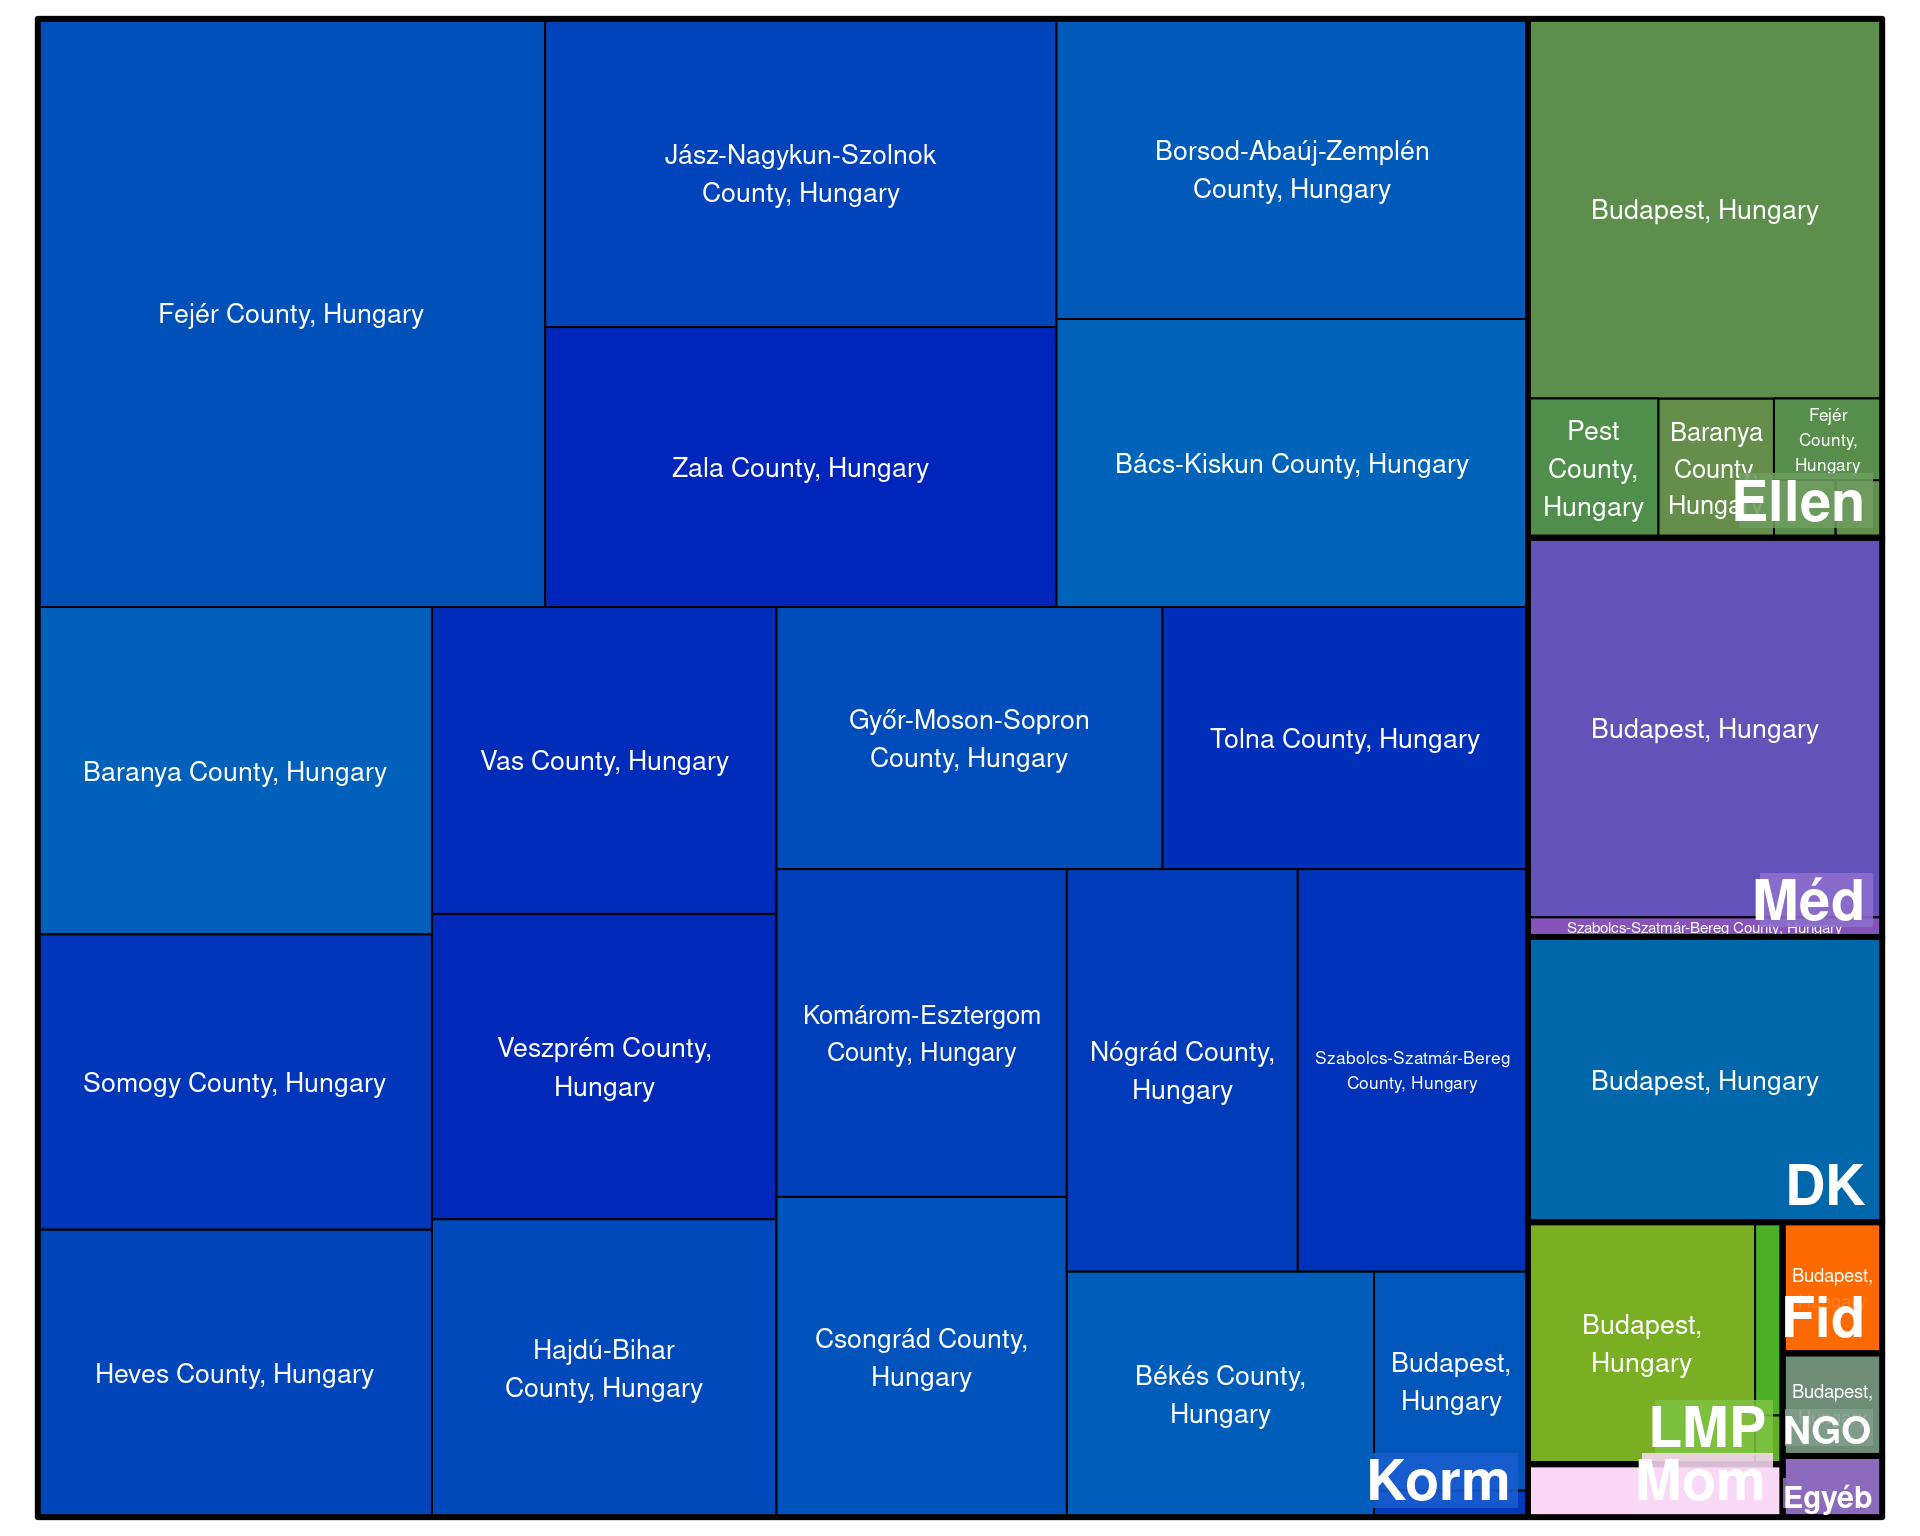 Fejér County, Hungary
Jász-Nagykun-Szolnok
County, Hungary
Borsod-Abaúj-Zemplén
County, Hungary
Zala County, Hungary
Bács-Kiskun County, Hungary
Baranya County, Hungary
Vas County, Hungary
Győr-Moson-Sopron
County, Hungary
Tolna County, Hungary
Somogy County, Hungary
Veszprém County,
Hungary
Komárom-Esztergom
County, Hungary
Nógrád County,
Hungary
Szabolcs-Szatmár-Bereg
County, Hungary
Heves County, Hungary
Hajdú-Bihar
County, Hungary
Csongrád County,
Hungary
Békés County,
Hungary
Budapest,
Hungary
Korm
Budapest, Hungary
Pest
County,
Hungary
Baranya
County,
Hungary
Fejér
County,
Hungary
Ellen
Budapest, Hungary
Méd
Szabolcs-Szatmár-Bereg County, Hungary
Budapest, Hungary
DK
Budapest,
Hungary
LMP
Mom
Budapest,
Fid
Budapest,
NGO
Egyéb